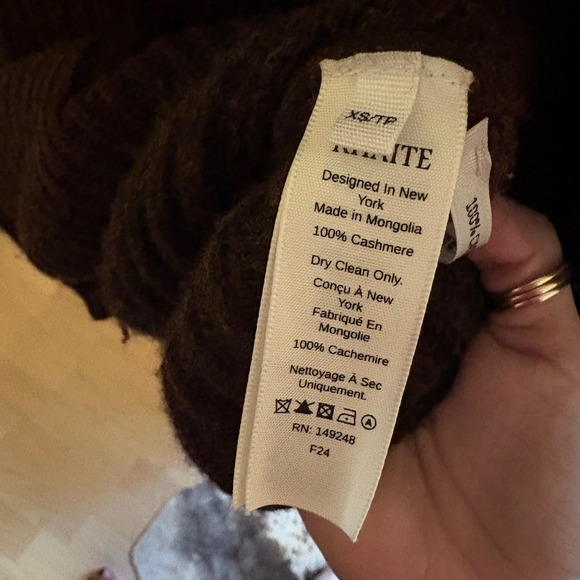 XS/TP
KHAITE
Designed In New
York
Made in Mongolia
100% Cashmere
Dry Clean Only.
Conçu À New
York
Fabriqué En
Mongolie
100% Cachemire
Nettoyage À Sec
Uniquement.
A
RN: 149248
F24
100% C